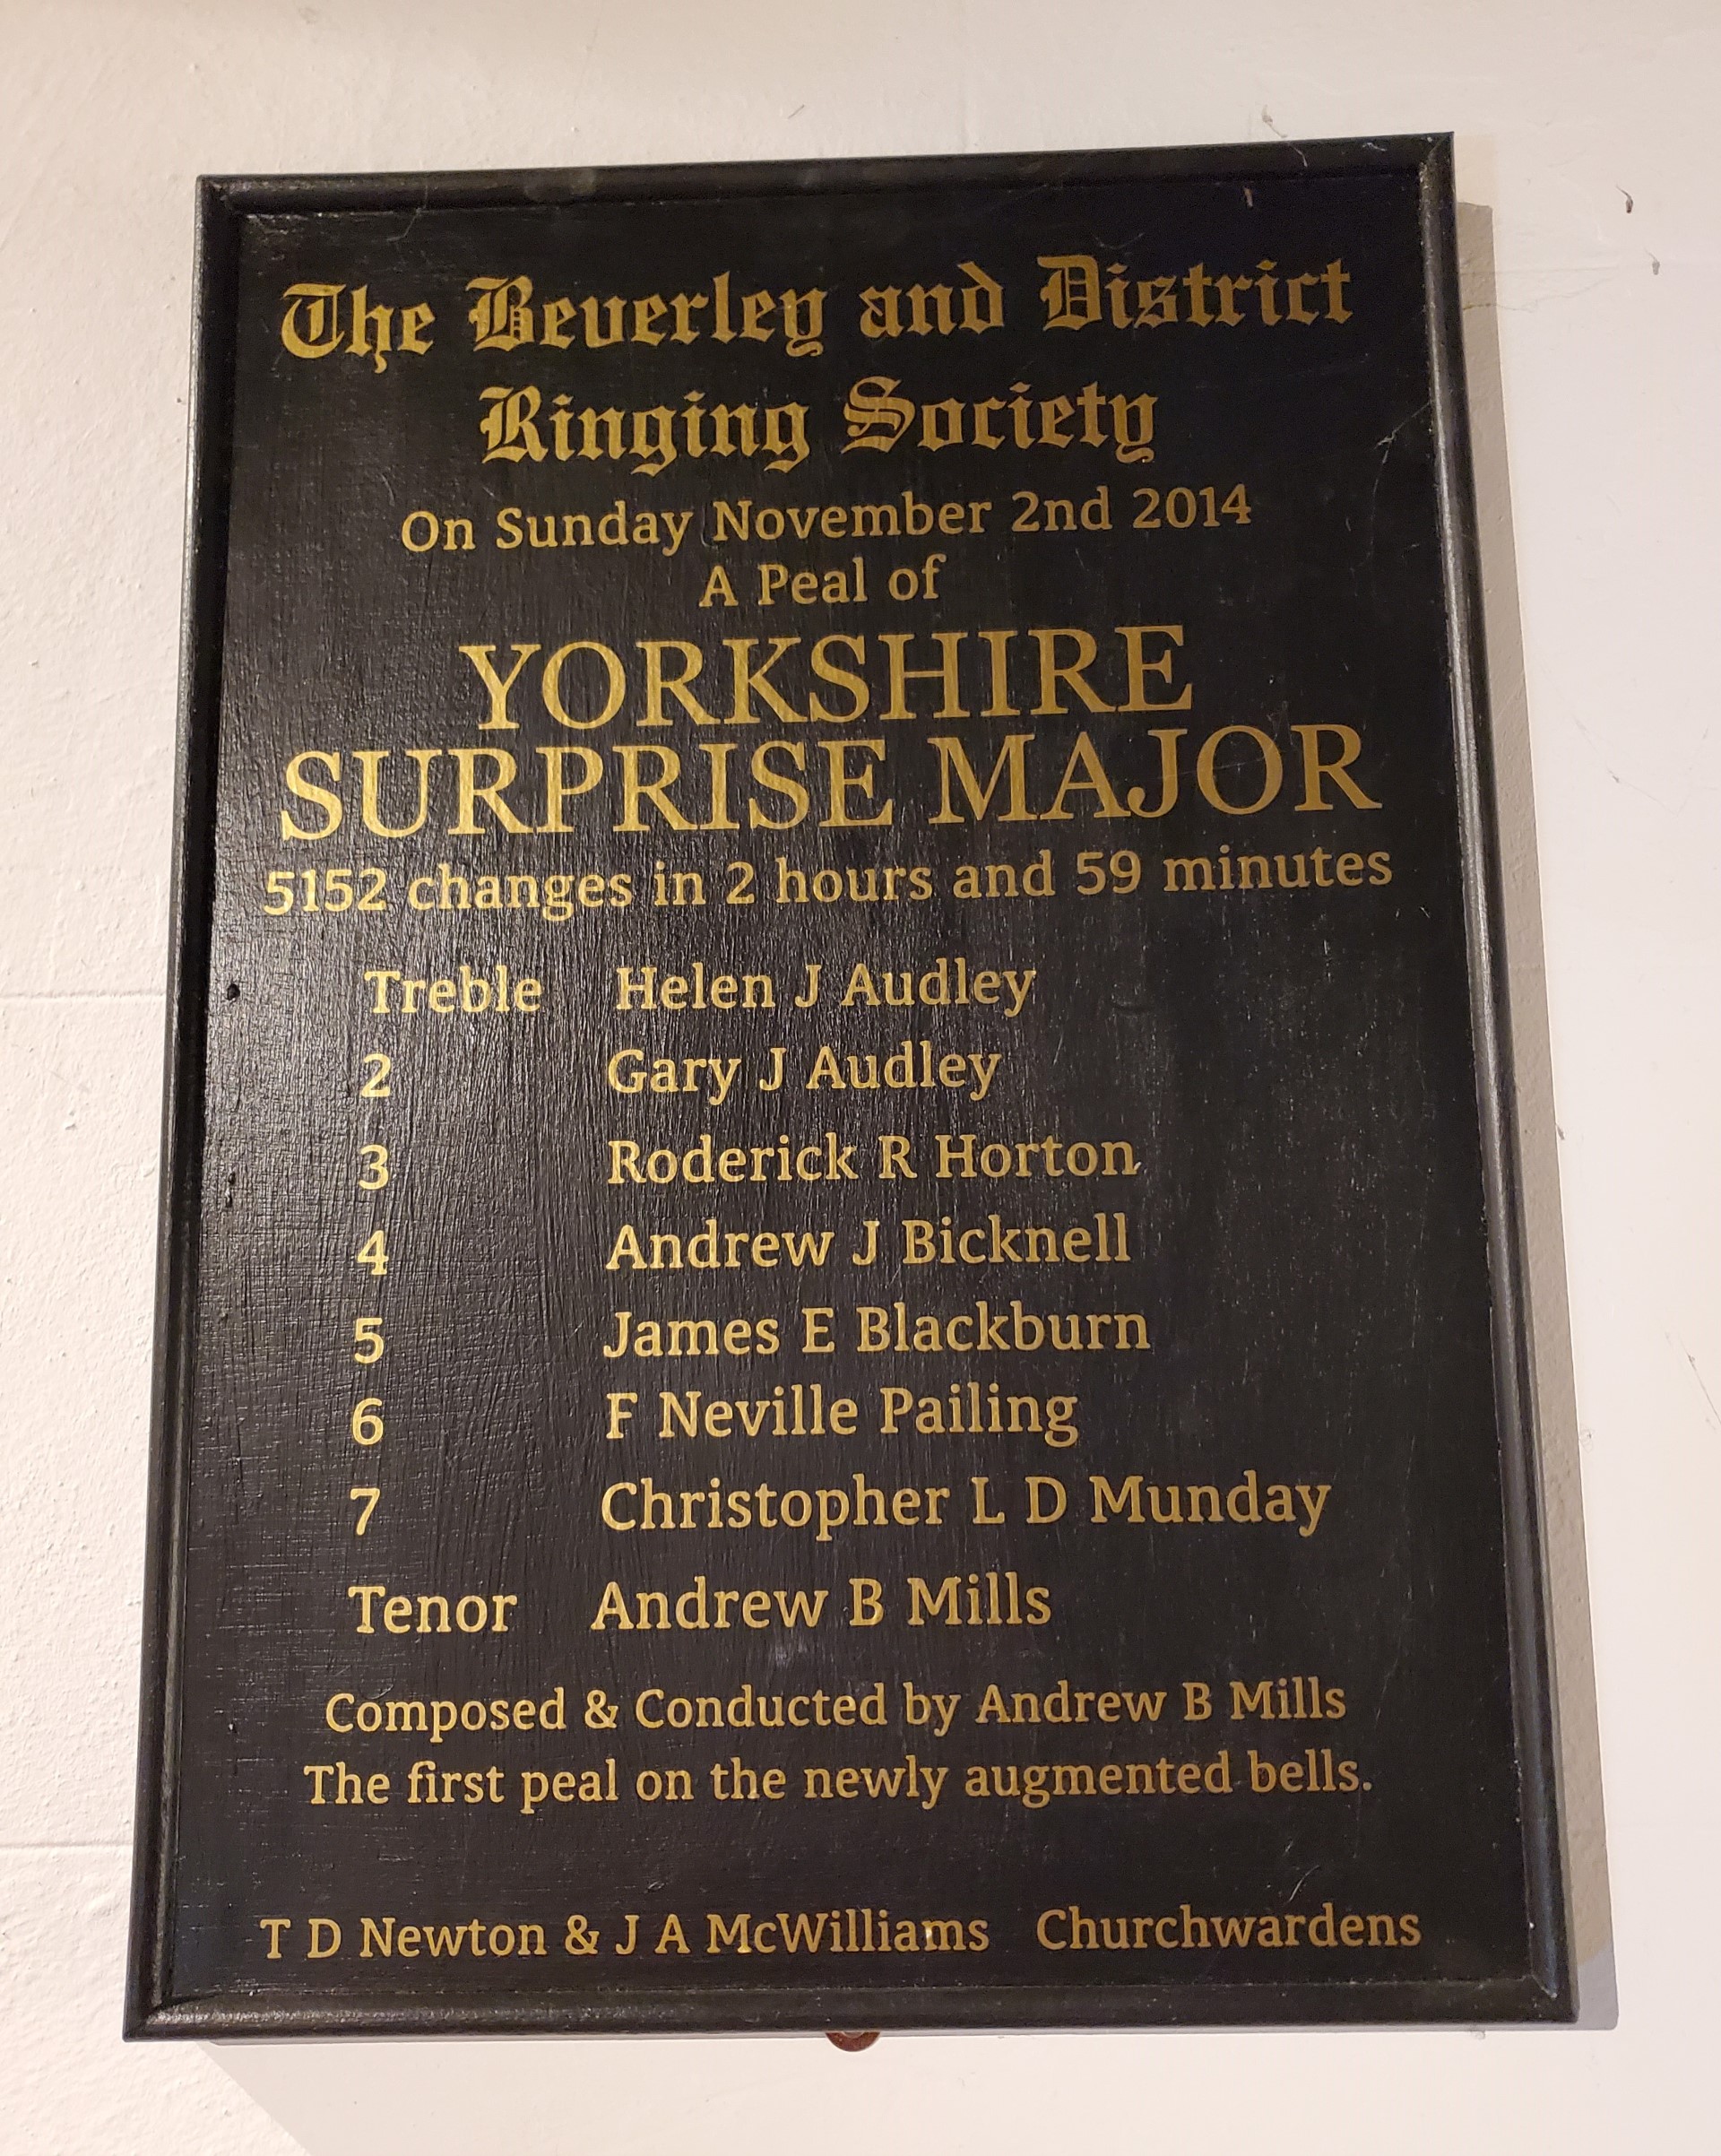 The Beverley and District
Ringing Society
On Sunday November 2nd 2014
A Peal of
YORKSHIRE
SURPRISE MAJOR
5152 changes in 2 hours and 59 minutes
Treble Helen J Audley
2 Gary J Audley
3 Roderick R Horton
4 Andrew J Bicknell
5 James E Blackburn
6 F Neville Pailing
7 Christopher L D Munday
Tenor Andrew B Mills
Composed & Conducted by Andrew B Mills
The first peal on the newly augmented bells.
T D Newton & J A McWilliams Churchwardens